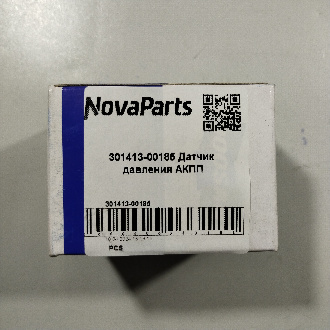 NovaParts
301413-00185 Датчик
давления АКПП
301413-00185
PCS